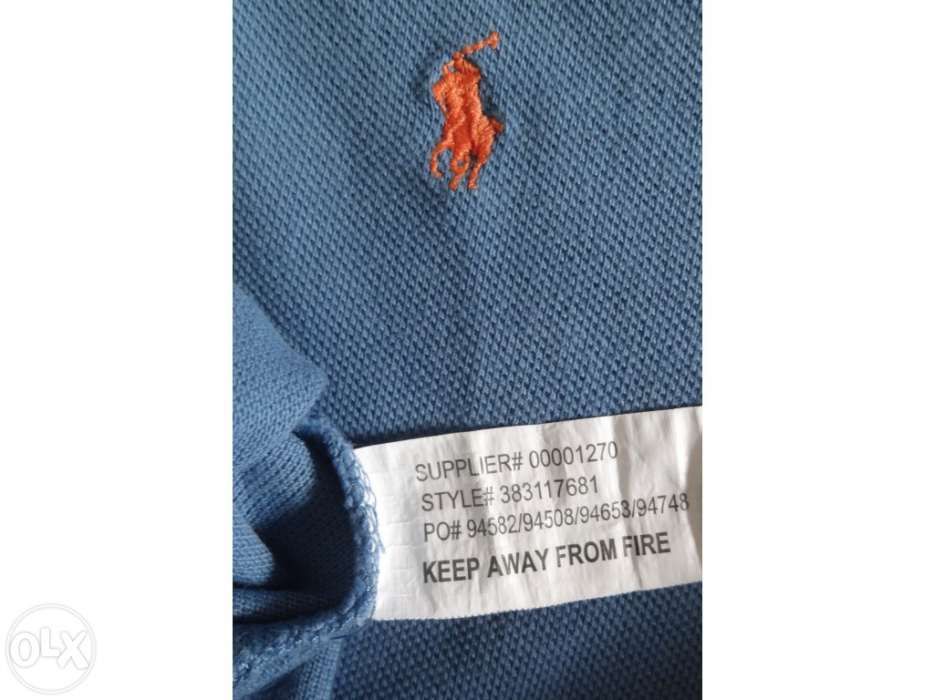 SUPPLIER# 00001270
STYLE# 383117681
PO# 94582/94508/94653/94748
KEEP AWAY FROM FIRE
OLX